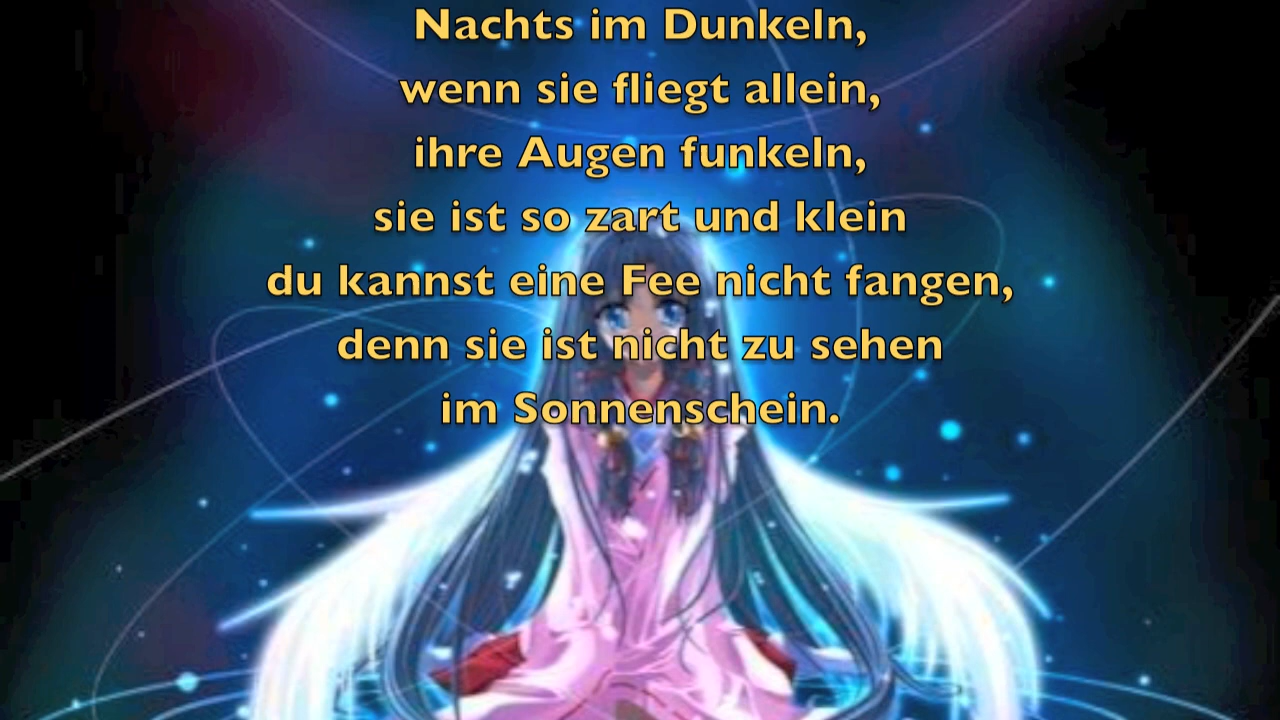 Nachts im Dunkeln,
wenn sie fliegt allein,
ihre Augen funkeln,
sie ist so zart und klein
du kannst eine Fee nicht fangen,
denn sie ist nicht zu sehen
im Sonnenschein.